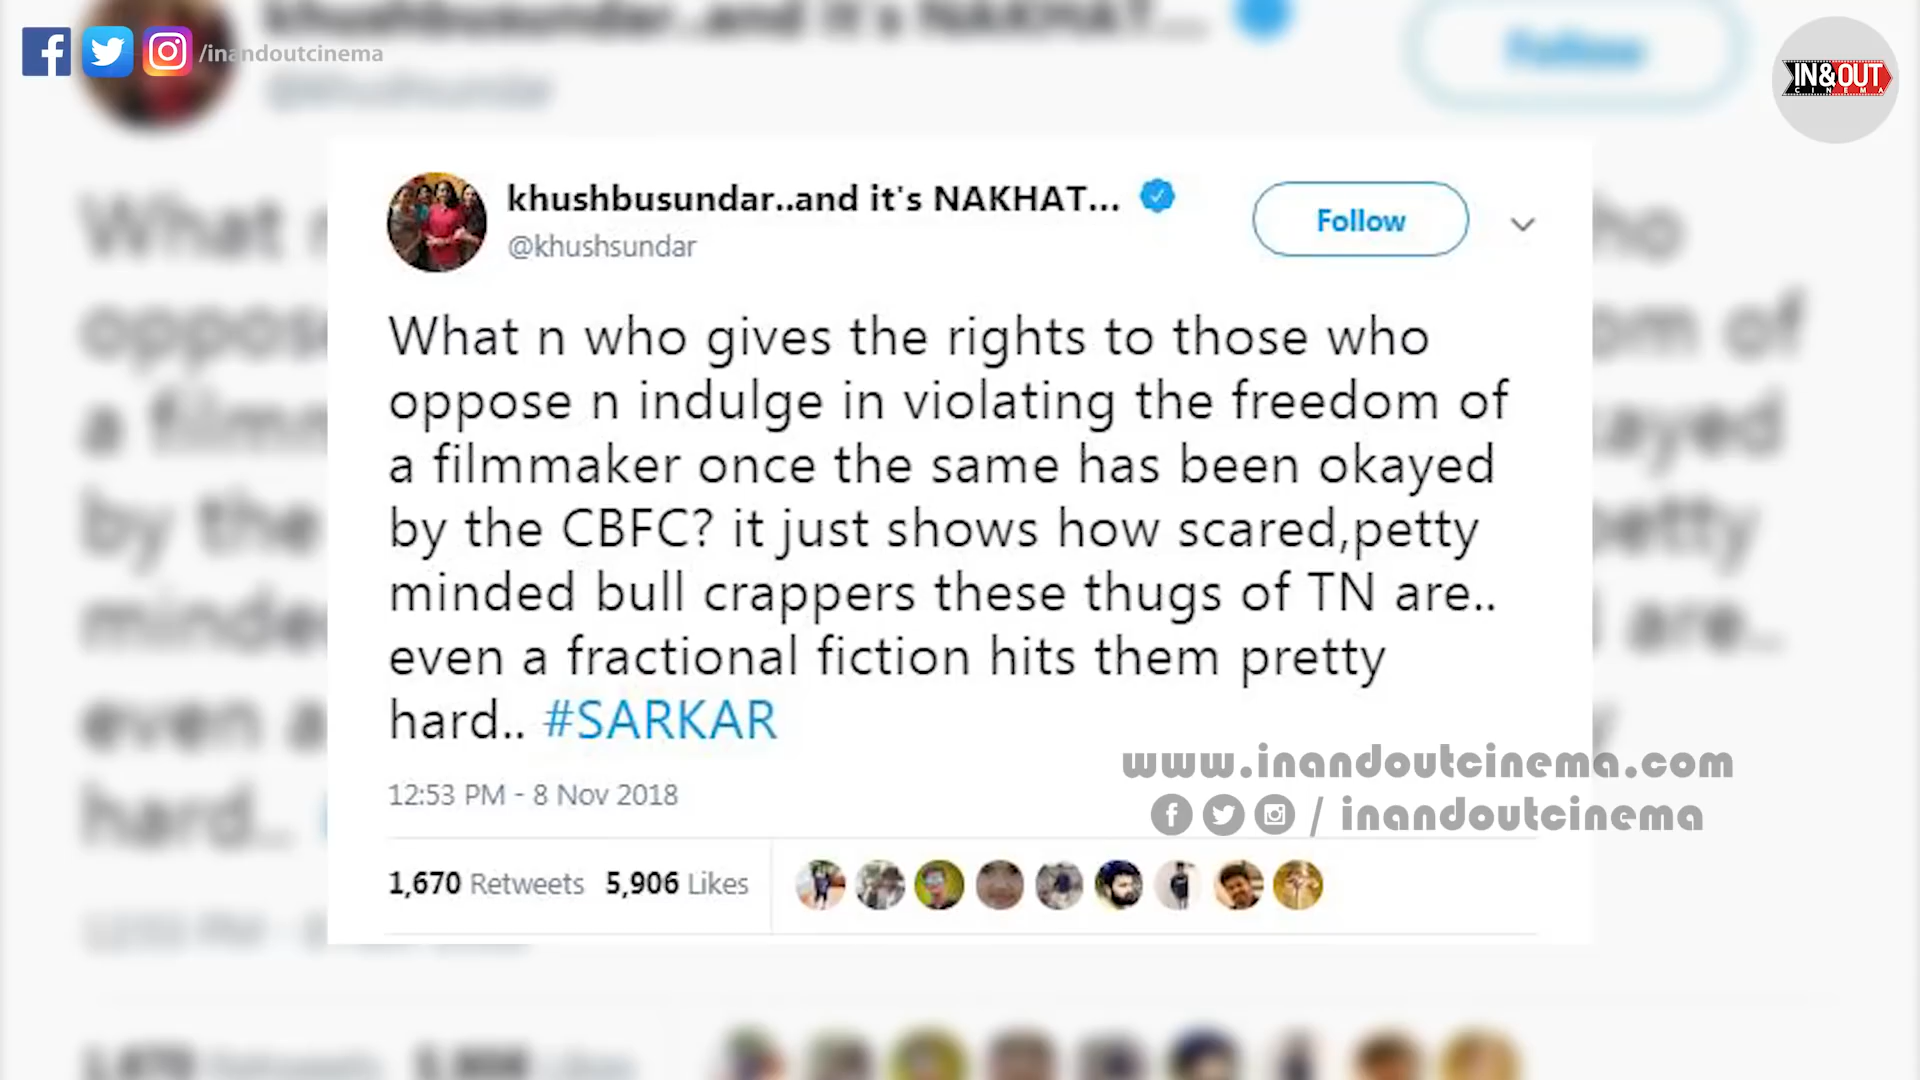 /inandoutcinema
IN&OUT
CINEMA
khushbusundar..and it's NAKHAT...
@khushsundar
Follow
What n who gives the rights to those who
oppose n indulge in violating the freedom of
a filmmaker once the same has been okayed
by the CBFC? it just shows how scared,petty
minded bull crappers these thugs of TN are..
even a fractional fiction hits them pretty
hard.. #SARKAR
www.inandoutcinema.com
12:53 PM - 8 Nov 2018
/ inandoutcinema
1,670 Retweets 5,906 Likes